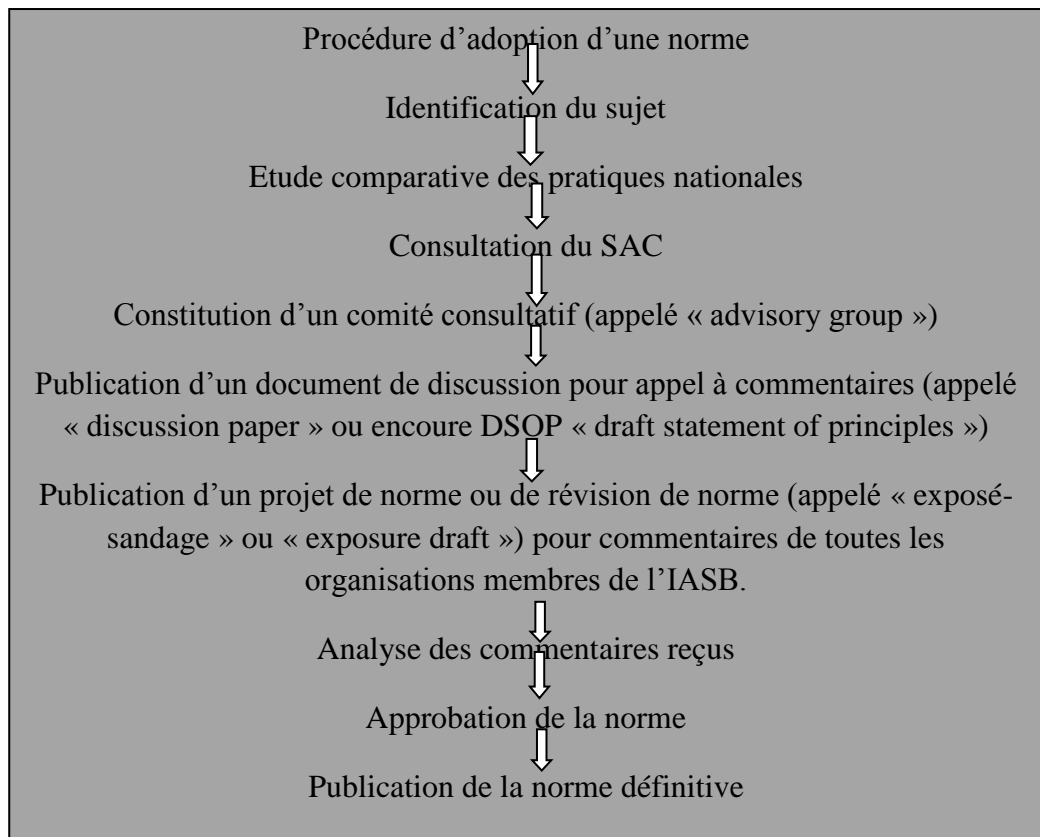 Procédure d’adoption d’une norme
Identification du sujet
Etude comparative des pratiques nationales
Consultation du SAC
Constitution d’un comité consultatif (appelé « advisory group »)
Publication d’un document de discussion pour appel à commentaires (appelé
« discussion paper » ou encoure DSOP « draft statement of principles »)
Publication d’un projet de norme ou de révision de norme (appelé « exposé-
sandage » ou « exposure draft ») pour commentaires de toutes les
organisations membres de l’IASB.
Analyse des commentaires reçus
Approbation de la norme
Publication de la norme définitive